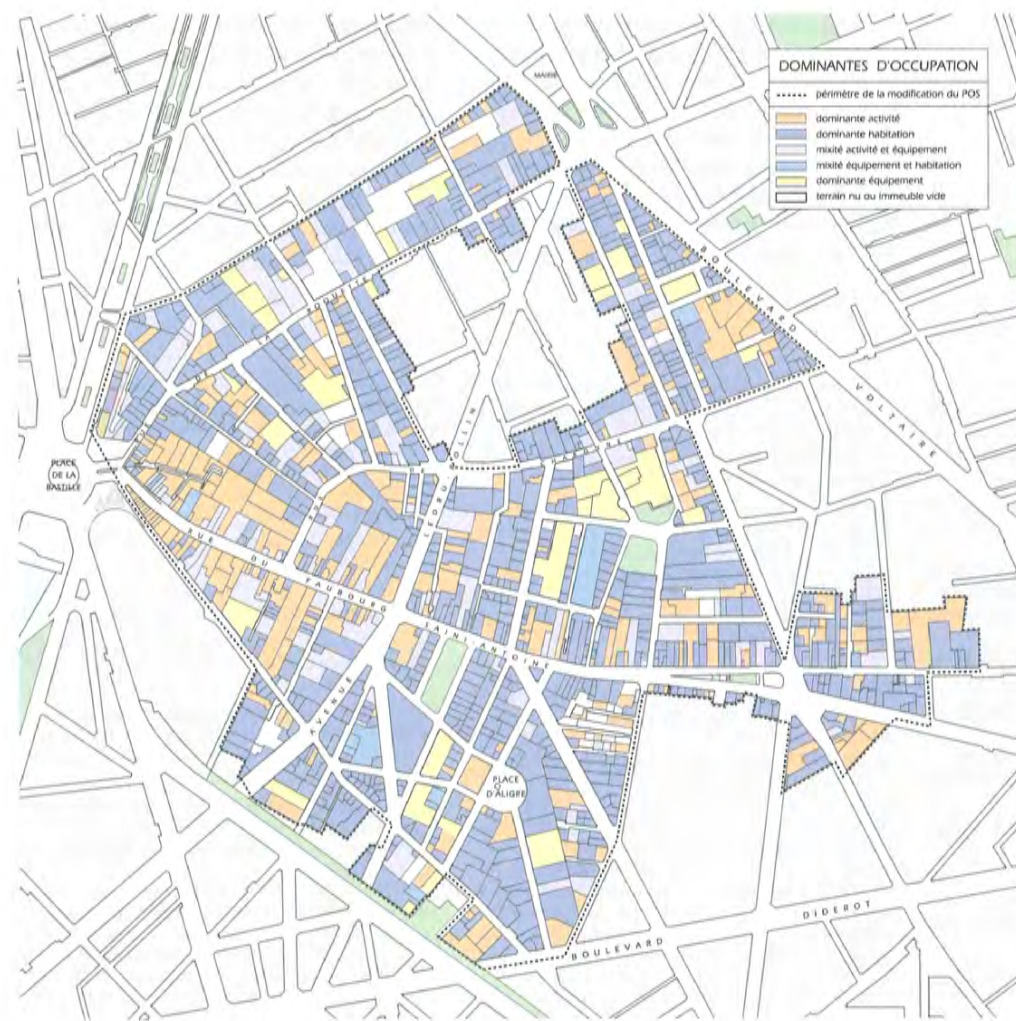 DOMINANTES D'OCCUPATION
périmètre de la modification du POS
dominante activité
dominante habitation
mixité activité et équipement
mixité équipement et habitation
dominante équipement
terrain nu ou immeuble vide
MAIRIE
BOULEVARD
VOLTAIRE
ROQUETTE
LEDRU ROLLIN
PLACE
DE LA
BASTILLE
RUE DU FAUBOURG
SAINT-ANTOINE
AVENUE
PLACE
D'ALIGRE
BOULEVARD
DIDEROT